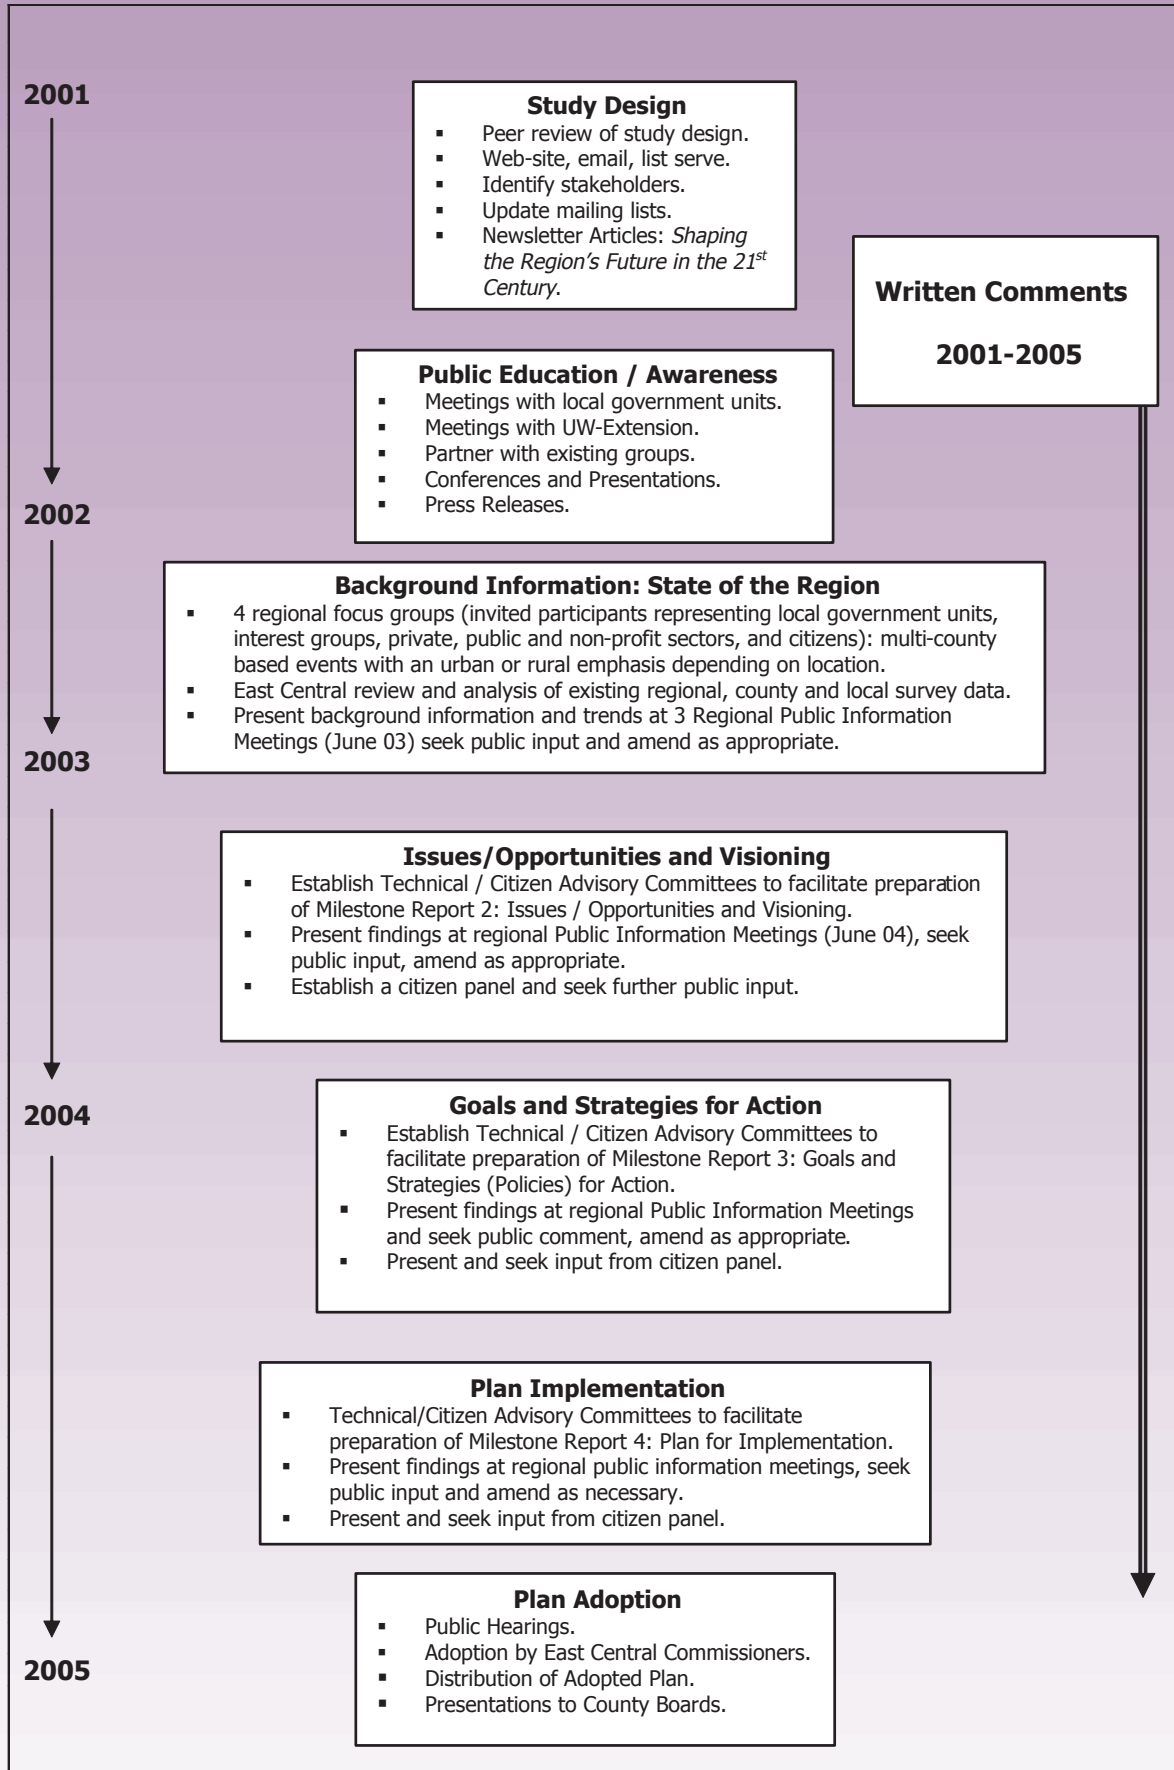 2001
Study Design
▪ Peer review of study design.
▪ Web-site, email, list serve.
▪ Identify stakeholders.
▪ Update mailing lists.
▪ Newsletter Articles: Shaping
the Region's Future in the 21st
Century.
Written Comments
2001-2005
Public Education / Awareness
▪ Meetings with local government units.
▪ Meetings with UW-Extension.
▪ Partner with existing groups.
▪ Conferences and Presentations.
▪ Press Releases.
2002
Background Information: State of the Region
▪ 4 regional focus groups (invited participants representing local government units,
interest groups, private, public and non-profit sectors, and citizens): multi-county
based events with an urban or rural emphasis depending on location.
▪ East Central review and analysis of existing regional, county and local survey data.
▪ Present background information and trends at 3 Regional Public Information
Meetings (June 03) seek public input and amend as appropriate.
2003
Issues/Opportunities and Visioning
▪ Establish Technical / Citizen Advisory Committees to facilitate preparation
of Milestone Report 2: Issues / Opportunities and Visioning.
▪ Present findings at regional Public Information Meetings (June 04), seek
public input, amend as appropriate.
▪ Establish a citizen panel and seek further public input.
2004
Goals and Strategies for Action
▪ Establish Technical / Citizen Advisory Committees to
facilitate preparation of Milestone Report 3: Goals and
Strategies (Policies) for Action.
▪ Present findings at regional Public Information Meetings
and seek public comment, amend as appropriate.
▪ Present and seek input from citizen panel.
Plan Implementation
▪ Technical/Citizen Advisory Committees to facilitate
preparation of Milestone Report 4: Plan for Implementation.
▪ Present findings at regional public information meetings, seek
public input and amend as necessary.
▪ Present and seek input from citizen panel.
Plan Adoption
▪ Public Hearings.
▪ Adoption by East Central Commissioners.
▪ Distribution of Adopted Plan.
▪ Presentations to County Boards.
2005